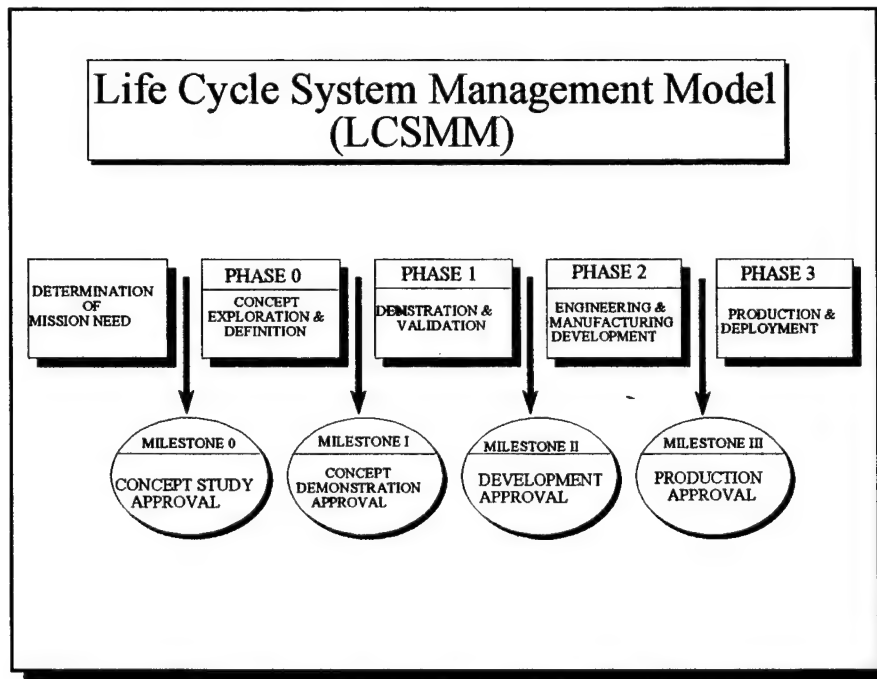 Life Cycle System Management Model
(LCSMM)
DETERMINATION
OF
MISSION NEED
PHASE 0
CONCEPT
EXPLORATION &
DEFINITION
PHASE 1
DEMSTRATION &
VALIDATION
PHASE 2
ENGINEERING &
MANUFACTURING
DEVELOPMENT
PHASE 3
PRODUCTION &
DEPLOYMENT
MILESTONE 0
CONCEPT STUDY
APPROVAL
MILESTONE I
CONCEPT
DEMONSTRATION
APPROVAL
MILESTONE II
DEVELOPMENT
APPROVAL
MILESTONE III
PRODUCTION
APPROVAL